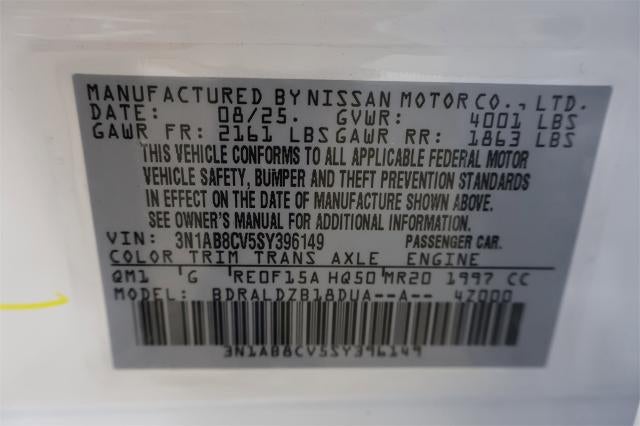 MANUFACTURED BY NISSAN MOTOR CO., LTD.
DATE: 08/25. GVWR: 4001 LBS
GAWR FR: 2161 LBS GAWR RR: 1863 LBS
THIS VEHICLE CONFORMS TO ALL APPLICABLE FEDERAL MOTOR
VEHICLE SAFETY, BUMPER AND THEFT PREVENTION STANDARDS
IN EFFECT ON THE DATE OF MANUFACTURE SHOWN ABOVE.
SEE OWNER'S MANUAL FOR ADDITIONAL INFORMATION.
VIN: 3N1AB8CV5SY396149 PASSENGER CAR.
COLOR TRIM TRANS AXLE ENGINE
QM1 G RE0F15A HQ50 MR20 1997 CC
MODEL: BDRALDZB18DUA--A-- 4Z000
3N1AB8CV5SY396149